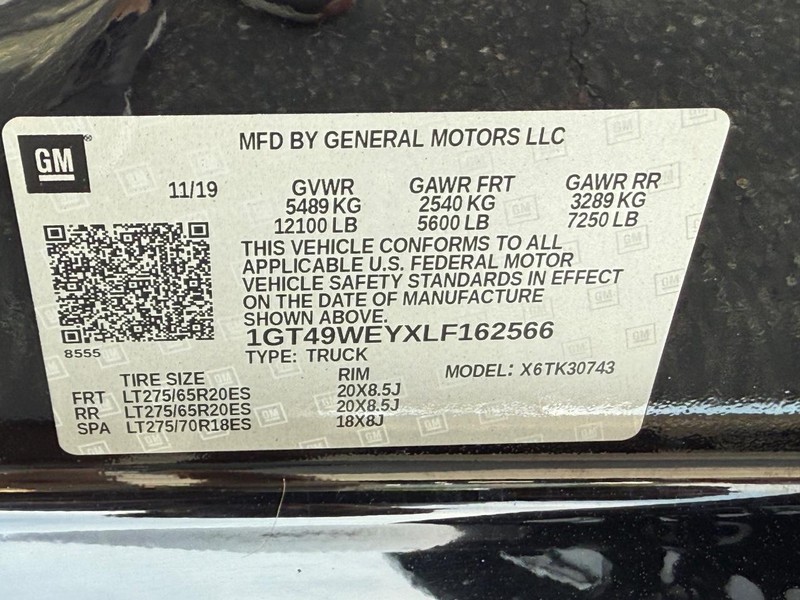 GM
MFD BY GENERAL MOTORS LLC
11/19 GVWR GAWR FRT GAWR RR
5489 KG 2540 KG 3289 KG
12100 LB 5600 LB 7250 LB
THIS VEHICLE CONFORMS TO ALL
APPLICABLE U.S. FEDERAL MOTOR
VEHICLE SAFETY STANDARDS IN EFFECT
ON THE DATE OF MANUFACTURE
SHOWN ABOVE.
1GT49WEYXLF162566
8555
TYPE: TRUCK MODEL: X6TK30743
TIRE SIZE RIM
FRT LT275/65R20ES 20X8.5J
RR LT275/65R20ES 20X8.5J
SPA LT275/70R18ES 18X8J